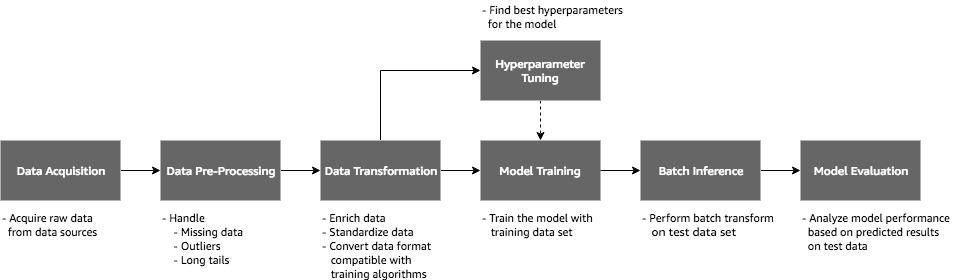 - Find best hyperparameters
for the model
Hyperparameter
Tuning
Data Acquisition
Data Pre-Processing
Data Transformation
Model Training
Batch Inference
Model Evaluation
- Acquire raw data
from data sources
- Handle
- Missing data
- Outliers
- Long tails
- Enrich data
- Standardize data
- Convert data format
compatible with
training algorithms
- Train the model with
training data set
- Perform batch transform
on test data set
- Analyze model performance
based on predicted results
on test data